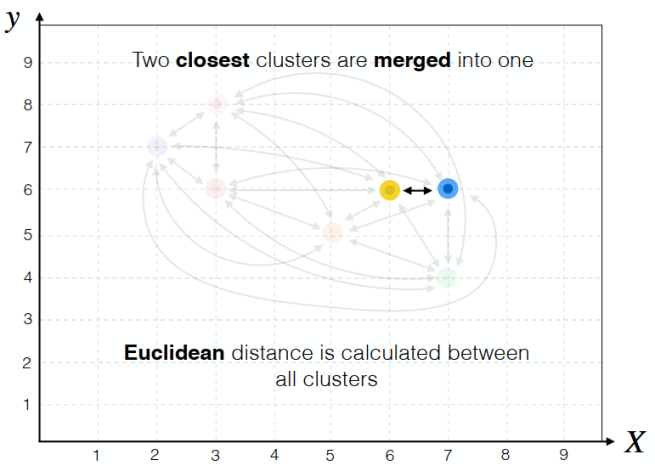 y
Two closest clusters are merged into one
9
8
7
6
5
4
3
2
1
Euclidean distance is calculated between
all clusters
1 2 3 4 5 6 7 8 9
X